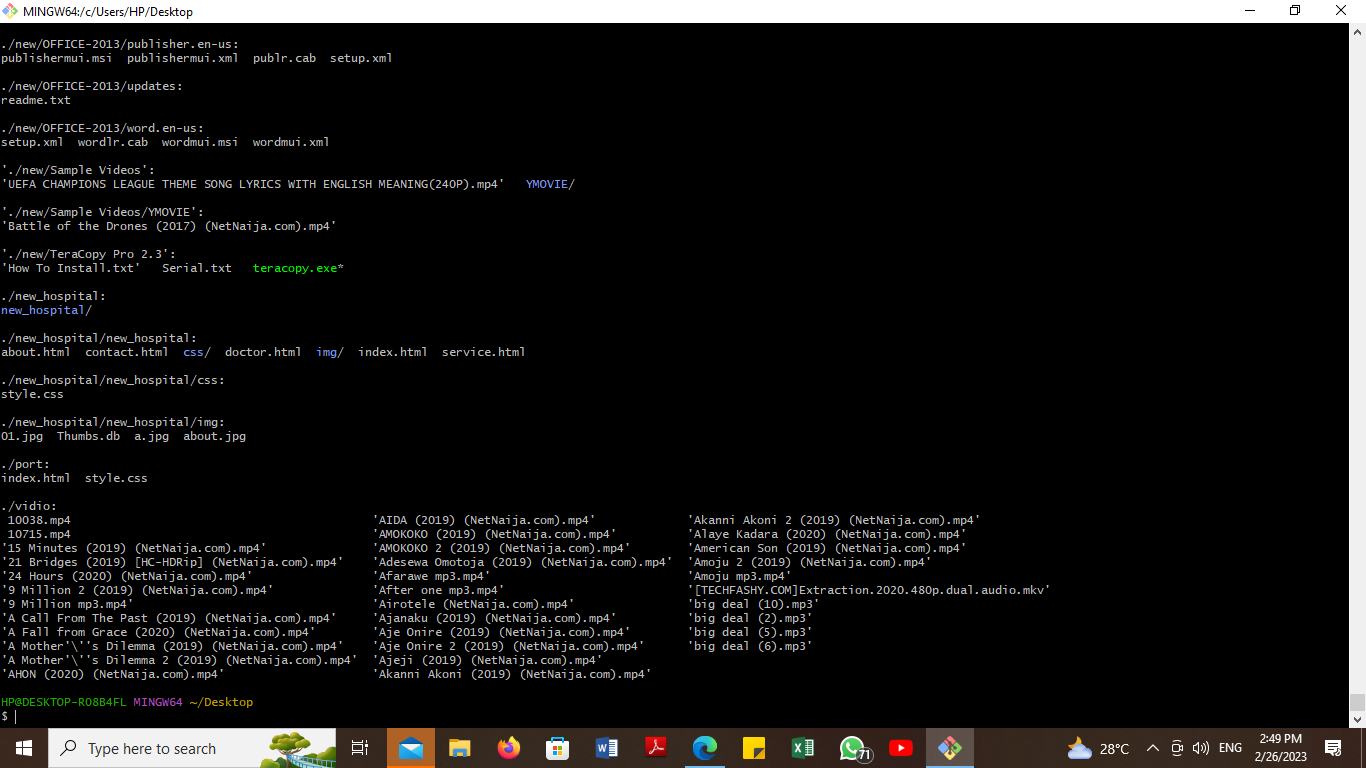 MINGW64:/c/Users/HP/Desktop
./new/OFFICE-2013/publisher.en-us:
publishermui.msi  publishermui.xml  publr.cab  setup.xml
./new/OFFICE-2013/updates:
readme.txt
./new/OFFICE-2013/word.en-us:
setup.xml  wordlr.cab  wordmui.msi  wordmui.xml
'./new/Sample Videos':
'UEFA CHAMPIONS LEAGUE THEME SONG LYRICS WITH ENGLISH MEANING(240P).mp4'   YMOVIE/
'./new/Sample Videos/YMOVIE':
'Battle of the Drones (2017) (NetNaija.com).mp4'
'./new/TeraCopy Pro 2.3':
'How To Install.txt'   Serial.txt   teracopy.exe*
./new_hospital:
new_hospital/
./new_hospital/new_hospital:
about.html  contact.html  css/  doctor.html  img/  index.html  service.html
./new_hospital/new_hospital/css:
style.css
./new_hospital/new_hospital/img:
01.jpg  Thumbs.db  a.jpg  about.jpg
./port:
index.html  style.css
./vidio:
10038.mp4  'AIDA (2019) (NetNaija.com).mp4'  'Akanni Akoni 2 (2019) (NetNaija.com).mp4'
10715.mp4  'AMOKOKO (2019) (NetNaija.com).mp4'  'Alaye Kadara (2020) (NetNaija.com).mp4'
'15 Minutes (2019) (NetNaija.com).mp4'  'AMOKOKO 2 (2019) (NetNaija.com).mp4'  'American Son (2019) (NetNaija.com).mp4'
'21 Bridges (2019) [HC-HDRip] (NetNaija.com).mp4'  'Adesewa Omotoja (2019) (NetNaija.com).mp4'  'Amoju 2 (2019) (NetNaija.com).mp4'
'24 Hours (2020) (NetNaija.com).mp4'  'Afarawe mp3.mp4'  'Amoju mp3.mp4'
'9 Million 2 (2019) (NetNaija.com).mp4'  'After one mp3.mp4'  '[TECHFASHY.COM]Extraction.2020.480p.dual.audio.mkv'
'9 Million mp3.mp4'  'Airotele (2019) (NetNaija.com).mp4'  'big deal (10).mp3'
'A Call From The Past (2019) (NetNaija.com).mp4'  'Ajanaku (2019) (NetNaija.com).mp4'  'big deal (2).mp3'
'A Fall from Grace (2020) (NetNaija.com).mp4'  'Aje Onire (2019) (NetNaija.com).mp4'  'big deal (5).mp3'
'A Mother'\''s Dilemma (2019) (NetNaija.com).mp4'  'Aje Onire 2 (2019) (NetNaija.com).mp4'  'big deal (6).mp3'
'A Mother'\''s Dilemma 2 (2019) (NetNaija.com).mp4'  'Ajeji (2019) (NetNaija.com).mp4'
'AHON (2020) (NetNaija.com).mp4'  'Akanni Akoni (2019) (NetNaija.com).mp4'
HP@DESKTOP-RO8B4FL MINGW64 ~/Desktop
$
Type here to search
71
28°C
ENG
2:49 PM
2/26/2023